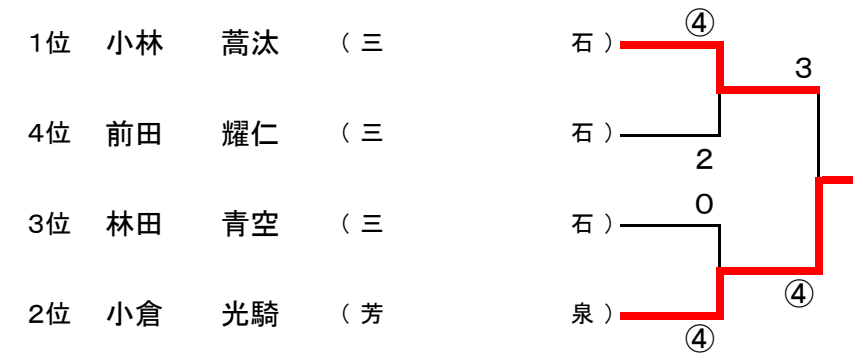 ④
1位 小林 蒿汰 （三 石）
3
4位 前田 耀仁 （三 石）
2
0
3位 林田 青空 （三 石）
④
2位 小倉 光騎 （芳 泉）
④